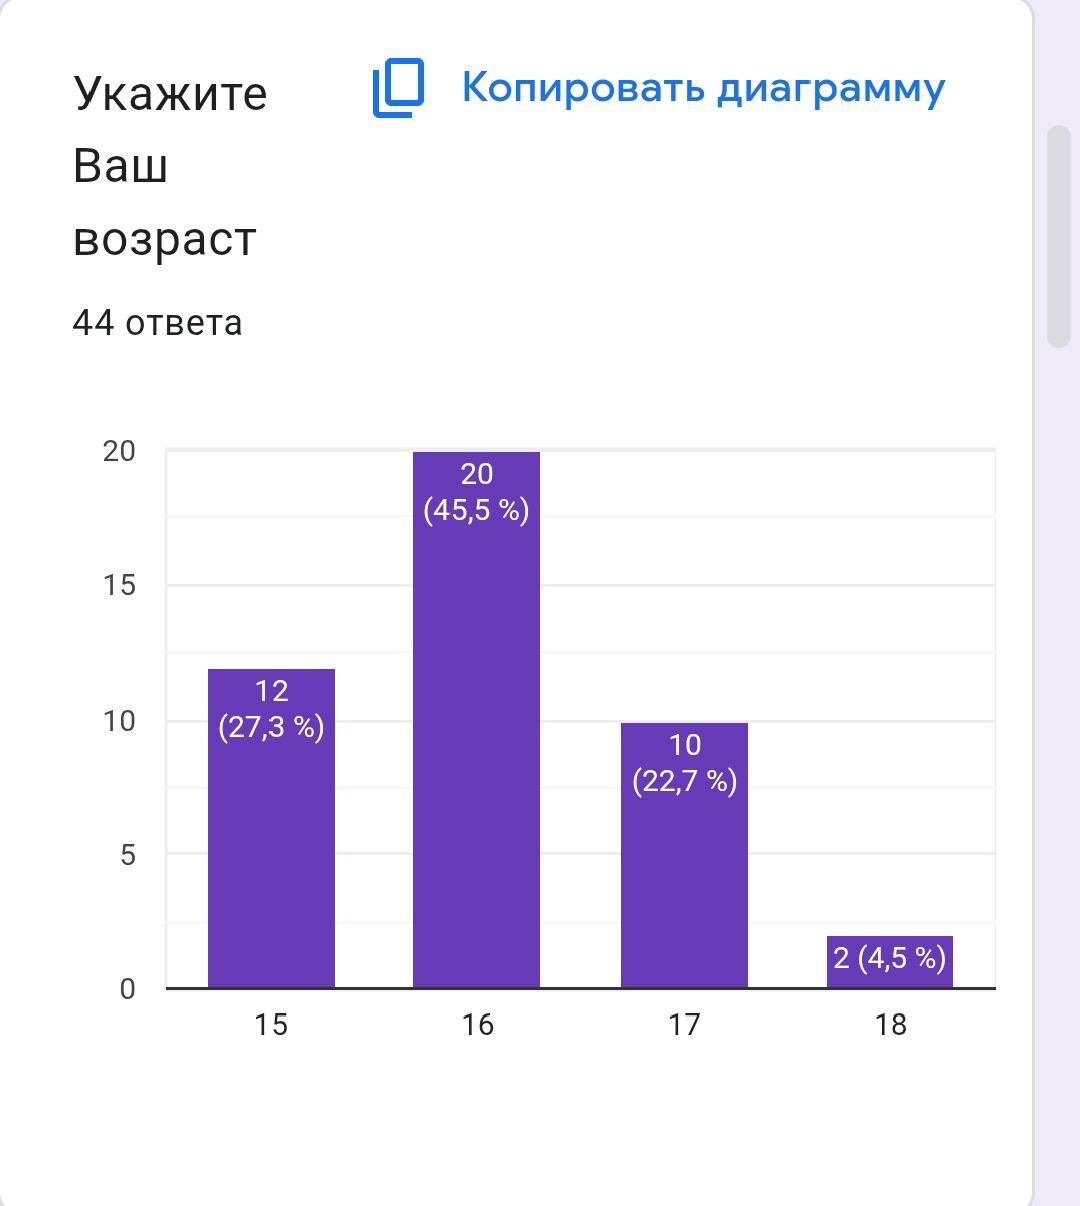 Укажите
Ваш
возраст
Копировать диаграмму
44 ответа
20
15
10
5
0
12
(27,3 %)
20
(45,5 %)
10
(22,7 %)
2 (4,5 %)
15
16
17
18